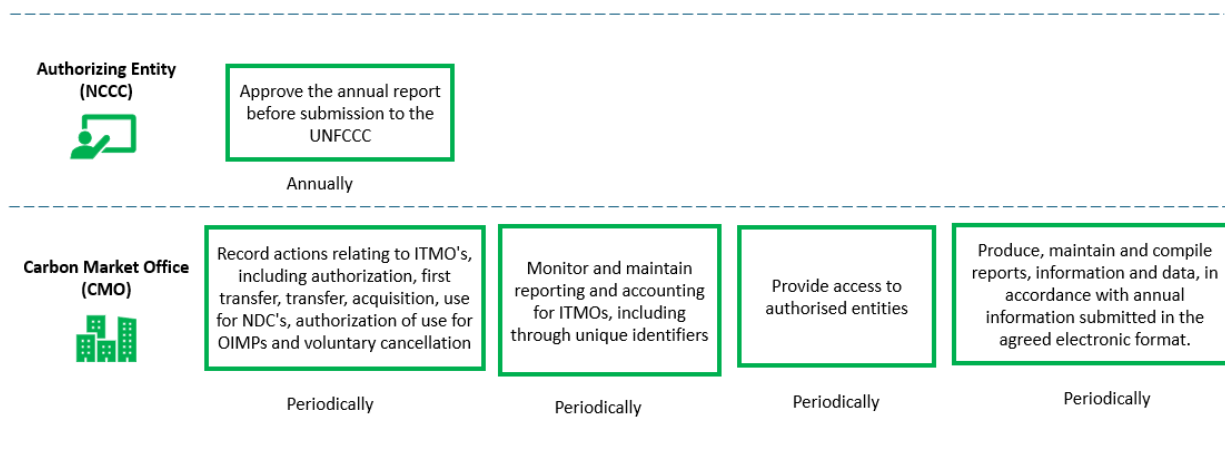 Authorizing Entity
(NCCC)
Approve the annual report
before submission to the
UNFCCC
Annually
Carbon Market Office
(CMO)
Record actions relating to ITMO's,
including authorization, first
transfer, transfer, acquisition, use
for NDC's, authorization of use for
OIMPs and voluntary cancellation
Periodically
Monitor and maintain
reporting and accounting
for ITMOs, including
through unique identifiers
Periodically
Provide access to
authorised entities
Periodically
Produce, maintain and compile
reports, information and data, in
accordance with annual
information submitted in the
agreed electronic format.
Periodically